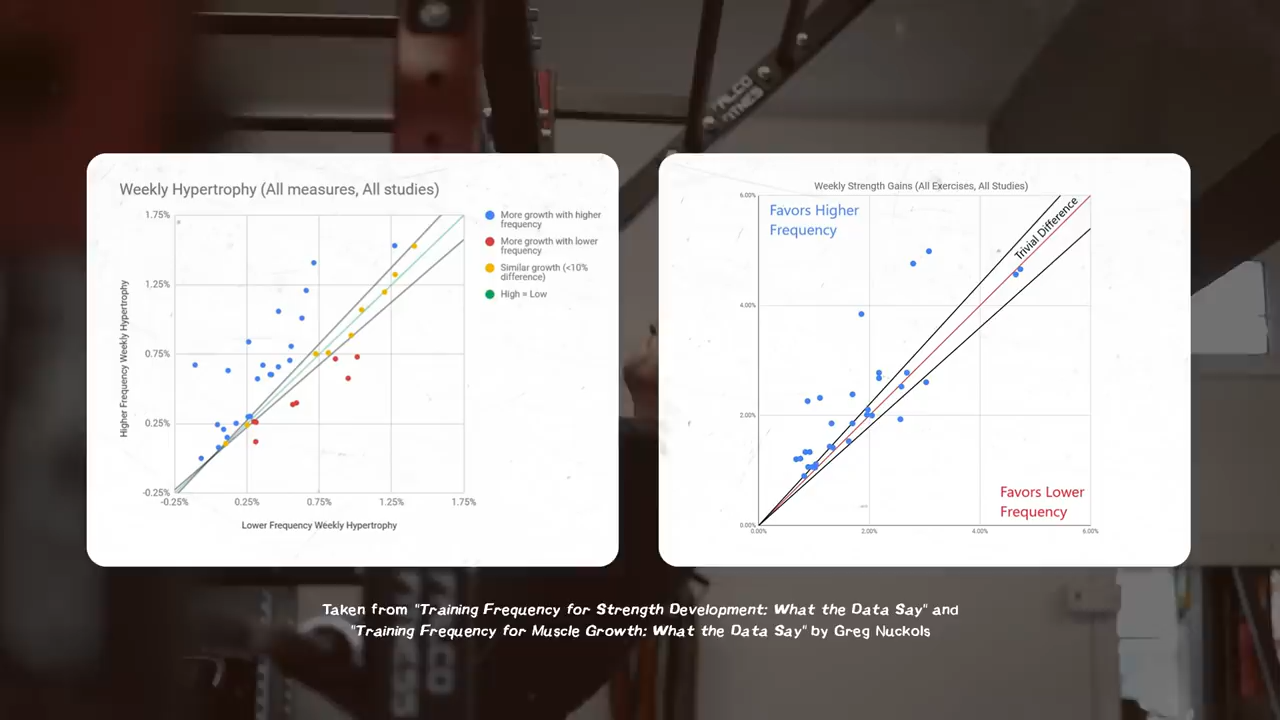 Weekly Hypertrophy (All measures, All studies)
1.75%
1.25%
0.75%
0.25%
-0.25%
-0.25%
0.25%
0.75%
1.25%
1.75%
Higher Frequency Weekly Hypertrophy
Lower Frequency Weekly Hypertrophy
More growth with higher
frequency
More growth with lower
frequency
Similar growth (<10%
difference)
High = Low
Weekly Strength Gains (All Exercises, All Studies)
6.00%
4.00%
2.00%
0.00%
0.00%
2.00%
4.00%
6.00%
Favors Higher
Frequency
Trivial Difference
Favors Lower
Frequency
Taken from "Training Frequency for Strength Development: What the Data Say" and
"Training Frequency for Muscle Growth: What the Data Say" by Greg Nuckols